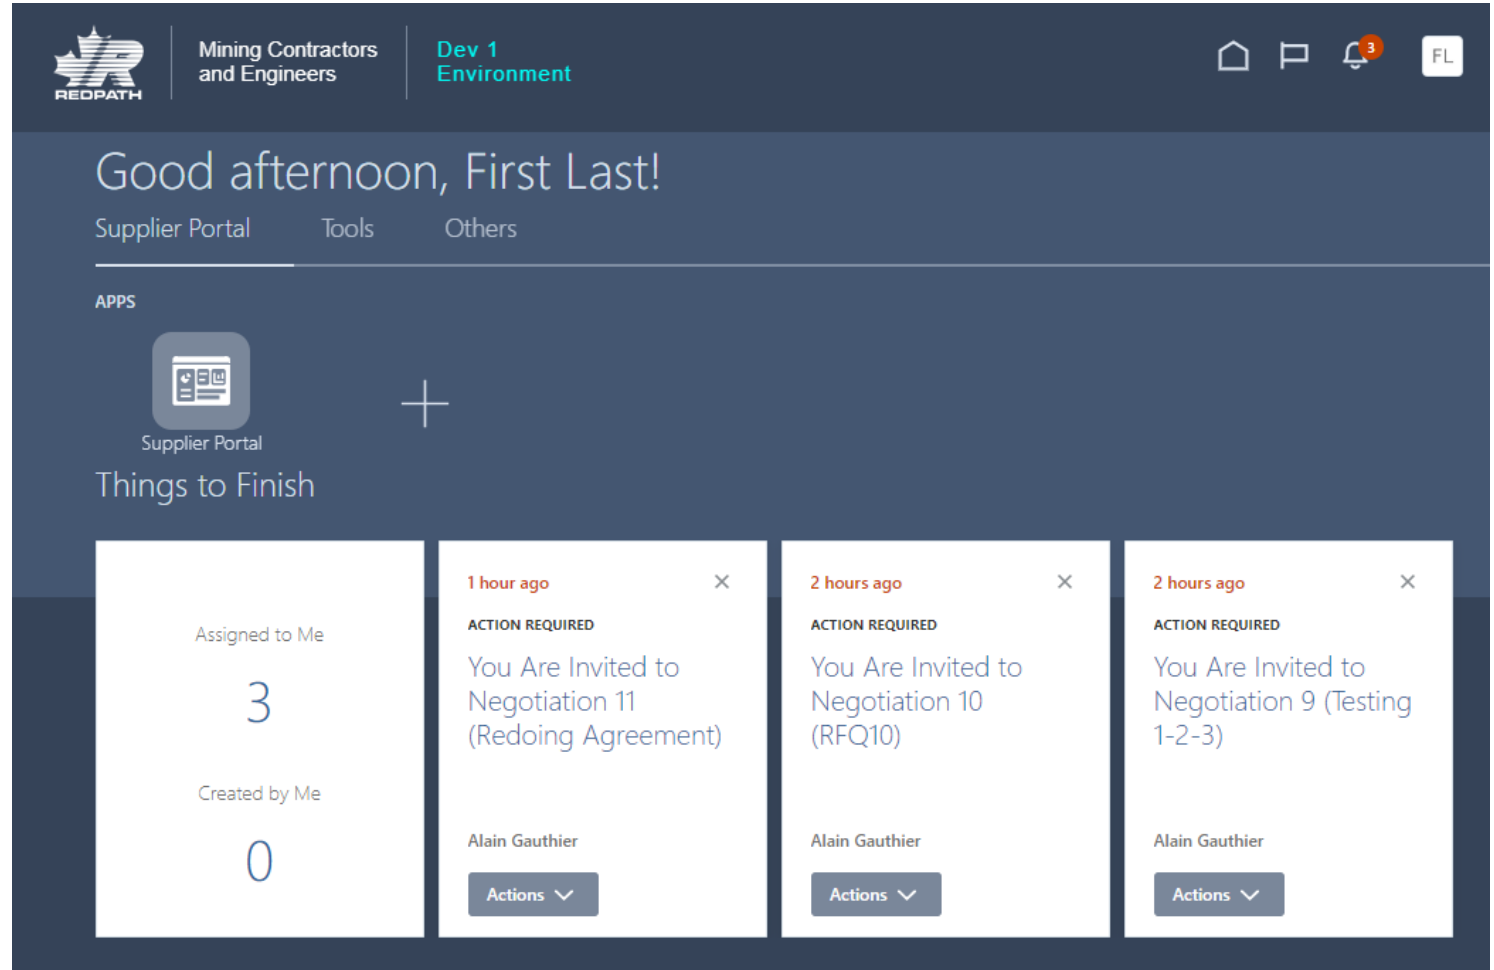 REDPATH
Mining Contractors
and Engineers
Dev 1
Environment
3
FL
Good afternoon, First Last!
Supplier Portal
Tools
Others
APPS
Supplier Portal
Things to Finish
Assigned to Me
3
Created by Me
0
1 hour ago
ACTION REQUIRED
You Are Invited to
Negotiation 11
(Redoing Agreement)
Alain Gauthier
Actions
2 hours ago
ACTION REQUIRED
You Are Invited to
Negotiation 10
(RFQ10)
Alain Gauthier
Actions
2 hours ago
ACTION REQUIRED
You Are Invited to
Negotiation 9 (Testing
1-2-3)
Alain Gauthier
Actions